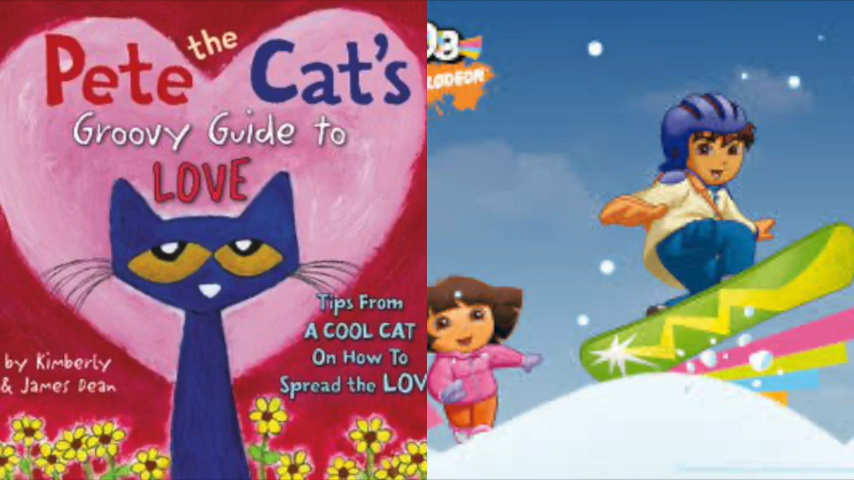 Pete the Cat's
Groovy Guide to
LOVE
Tips From
A COOL CAT
On How To
Spread the LOV
by Kimberly
& James Dean
LODEON